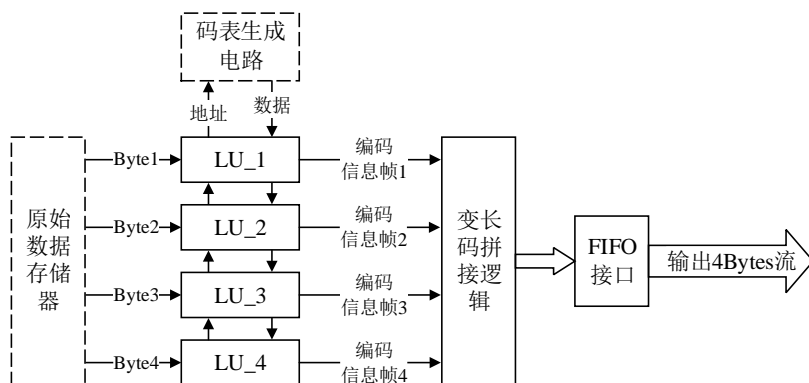 码表生成
电路
地址
数据
原始
数据
存储
器
Byte1
LU_1
编码
信息帧1
Byte2
LU_2
编码
信息帧2
Byte3
LU_3
编码
信息帧3
Byte4
LU_4
编码
信息帧4
变长
码拼
接逻
辑
FIFO
接口
输出4Bytes流